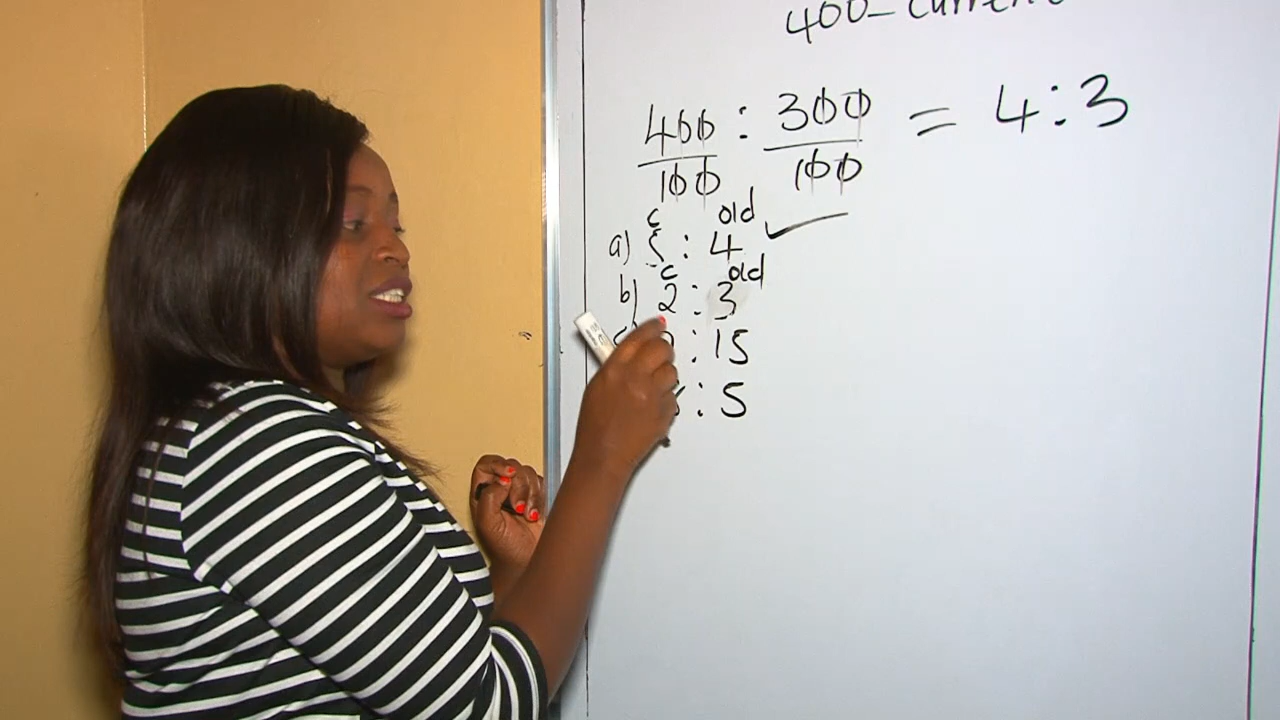 400 – current
400 : 300 = 4 : 3
100 100
c old
a) 5 : 4 ✓
c old
b) 2 : 3
: 15
: 5